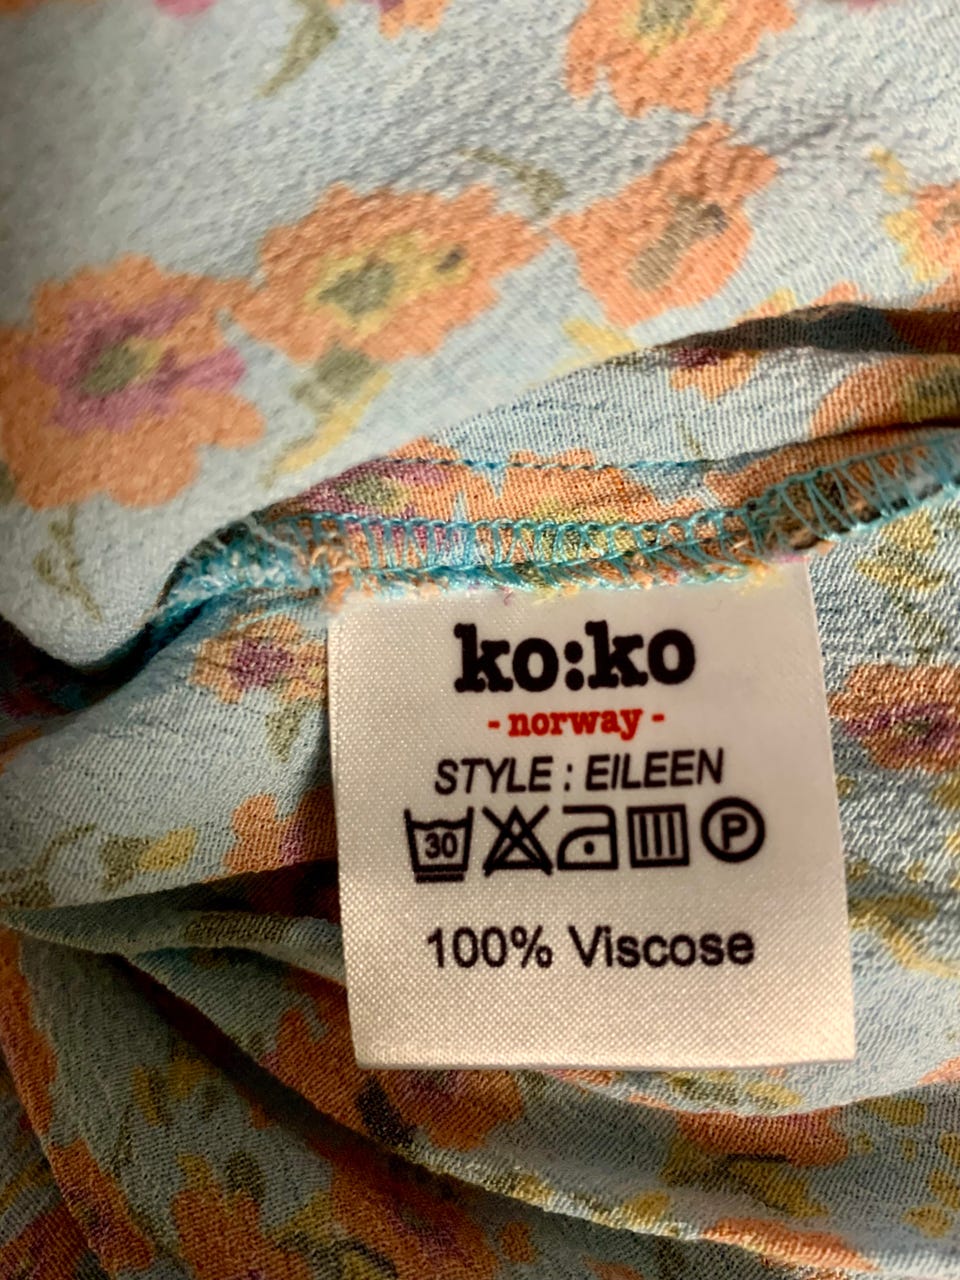 ko:ko
- norway -
STYLE : EILEEN
30 P
100% Viscose